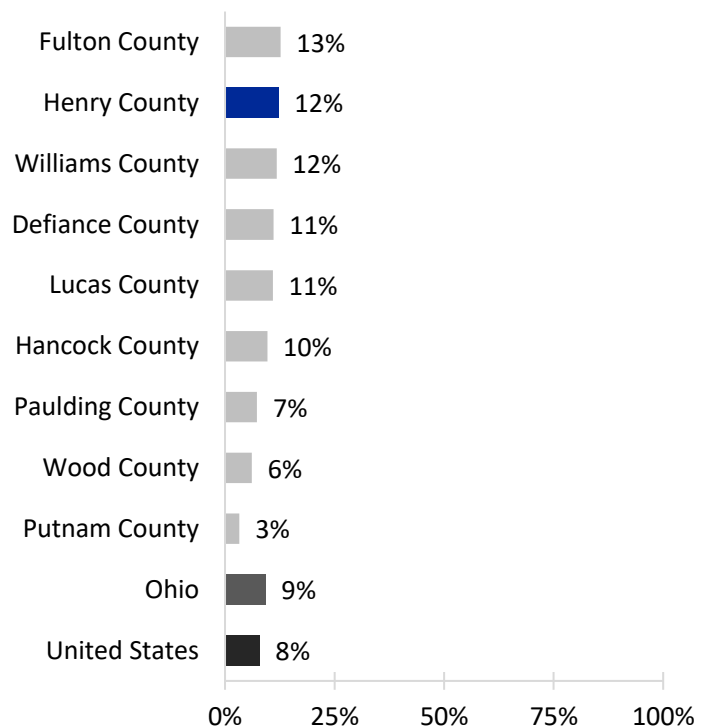 Fulton County 13%
Henry County 12%
Williams County 12%
Defiance County 11%
Lucas County 11%
Hancock County 10%
Paulding County 7%
Wood County 6%
Putnam County 3%
Ohio 9%
United States 8%
0% 25% 50% 75% 100%